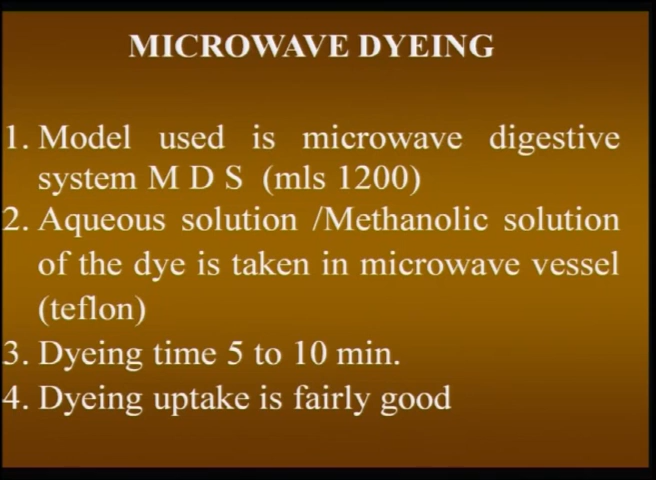 MICROWAVE DYEING
1. Model used is microwave digestive
system M D S (mls 1200)
2. Aqueous solution /Methanolic solution
of the dye is taken in microwave vessel
(teflon)
3. Dyeing time 5 to 10 min.
4. Dyeing uptake is fairly good